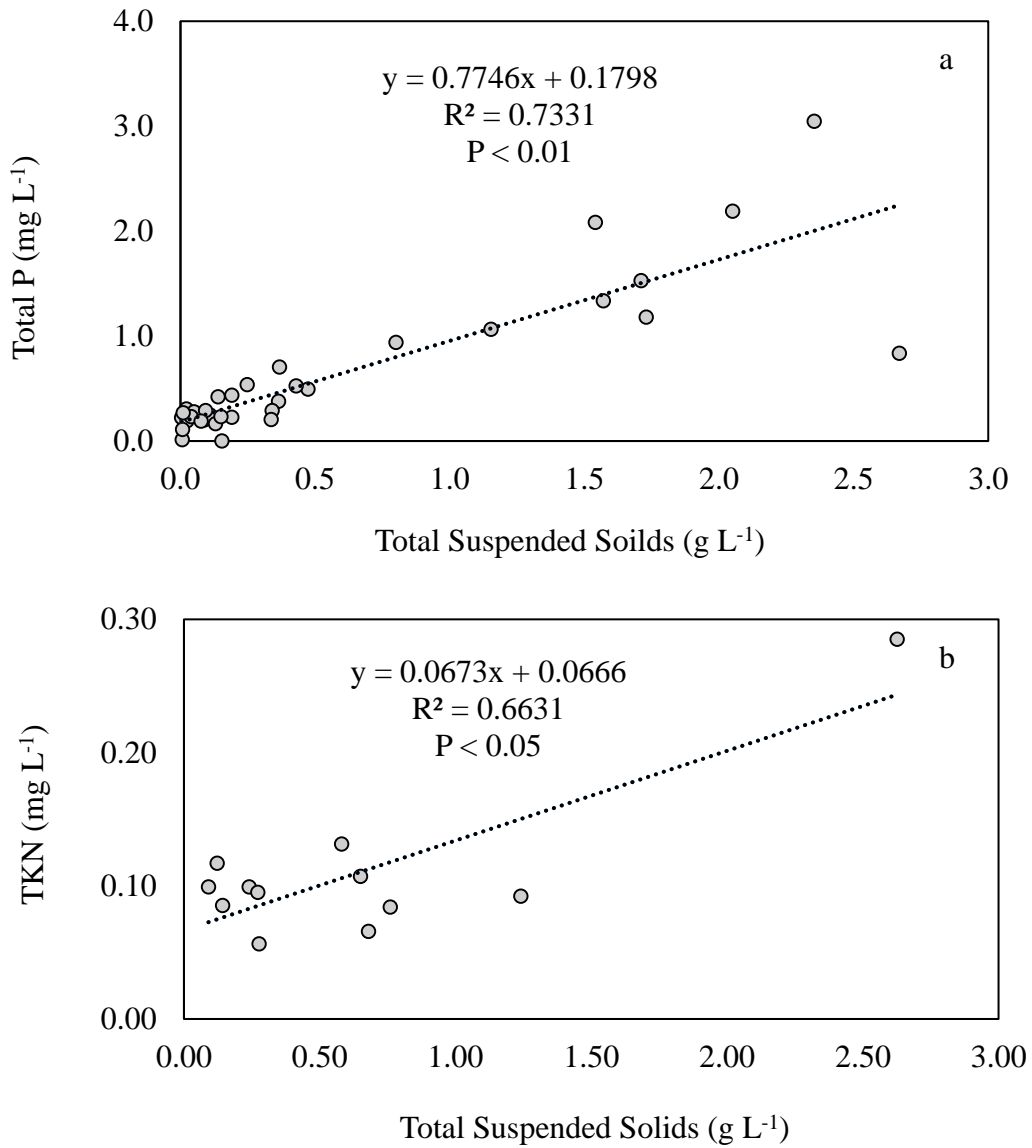 4.0
a
y = 0.7746x + 0.1798
R² = 0.7331
P < 0.01
3.0
2.0
1.0
0.0
Total P (mg L⁻¹)
0.0 0.5 1.0 1.5 2.0 2.5 3.0
Total Suspended Soilds (g L⁻¹)
0.30
b
y = 0.0673x + 0.0666
R² = 0.6631
P < 0.05
0.20
0.10
0.00
TKN (mg L⁻¹)
0.00 0.50 1.00 1.50 2.00 2.50 3.00
Total Suspended Solids (g L⁻¹)